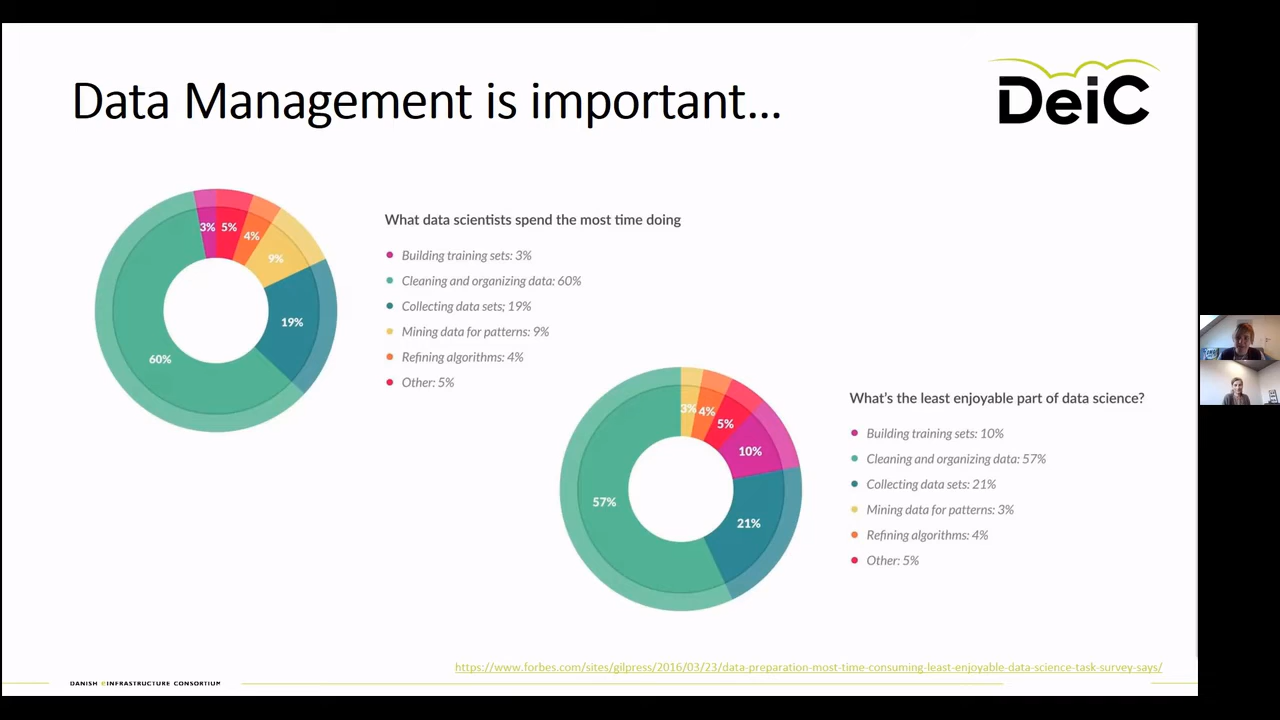 Data Management is important...
DeiC
3%
5%
4%
9%
19%
60%
What data scientists spend the most time doing
Building training sets: 3%
Cleaning and organizing data: 60%
Collecting data sets; 19%
Mining data for patterns: 9%
Refining algorithms: 4%
Other: 5%
3%
4%
5%
10%
21%
57%
What's the least enjoyable part of data science?
Building training sets: 10%
Cleaning and organizing data: 57%
Collecting data sets: 21%
Mining data for patterns: 3%
Refining algorithms: 4%
Other: 5%
https://www.forbes.com/sites/gilpress/2016/03/23/data-preparation-most-time-consuming-least-enjoyable-data-science-task-survey-says/
DANISH eINFRASTRUCTURE CONSORTIUM